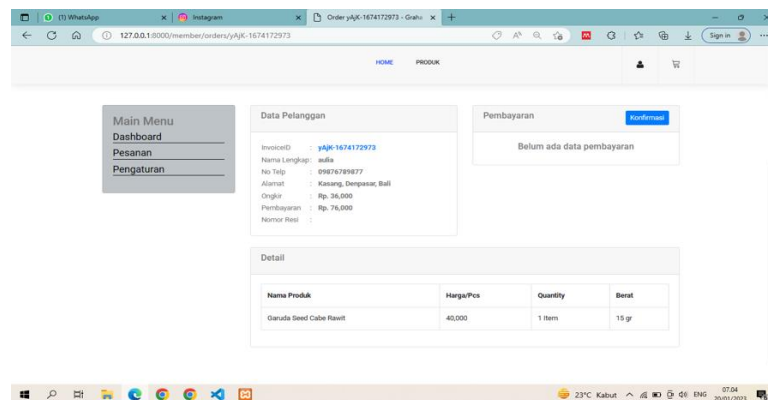 (1) WhatsApp
Instagram
Order yAjK-1674172973 - Graha
127.0.0.1:8000/member/orders/yAjK-1674172973
Sign in
HOME PRODUK
Main Menu
Dashboard
Pesanan
Pengaturan
Data Pelanggan
InvoiceID : yAjK-1674172973
Nama Lengkap : aulia
No Telp : 09876789877
Alamat : Kasang, Denpasar, Bali
Ongkir : Rp. 36,000
Pembayaran : Rp. 76,000
Nomor Resi :
Pembayaran Konfirmasi
Belum ada data pembayaran
Detail
Nama Produk Harga/Pcs Quantity Berat
Garuda Seed Cabe Rawit 40,000 1 Item 15 gr
23°C Kabut ENG 07.04
20/01/2023